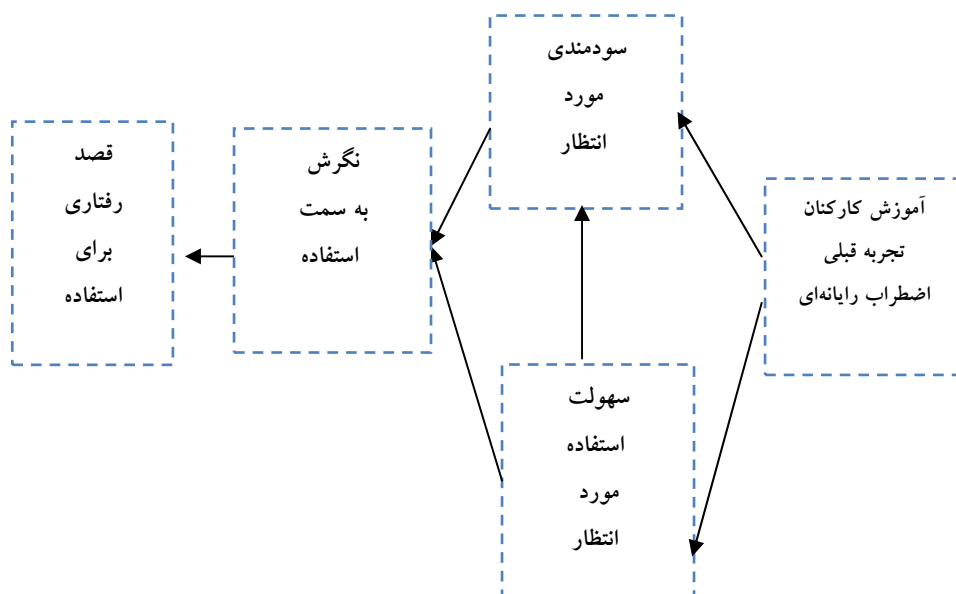 آموزش کارکنان
تجربه قبلی
اضطراب رایانه‌ای
سودمندی
مورد
انتظار
سهولت
استفاده
مورد
انتظار
نگرش
به سمت
استفاده
قصد
رفتاری
برای
استفاده